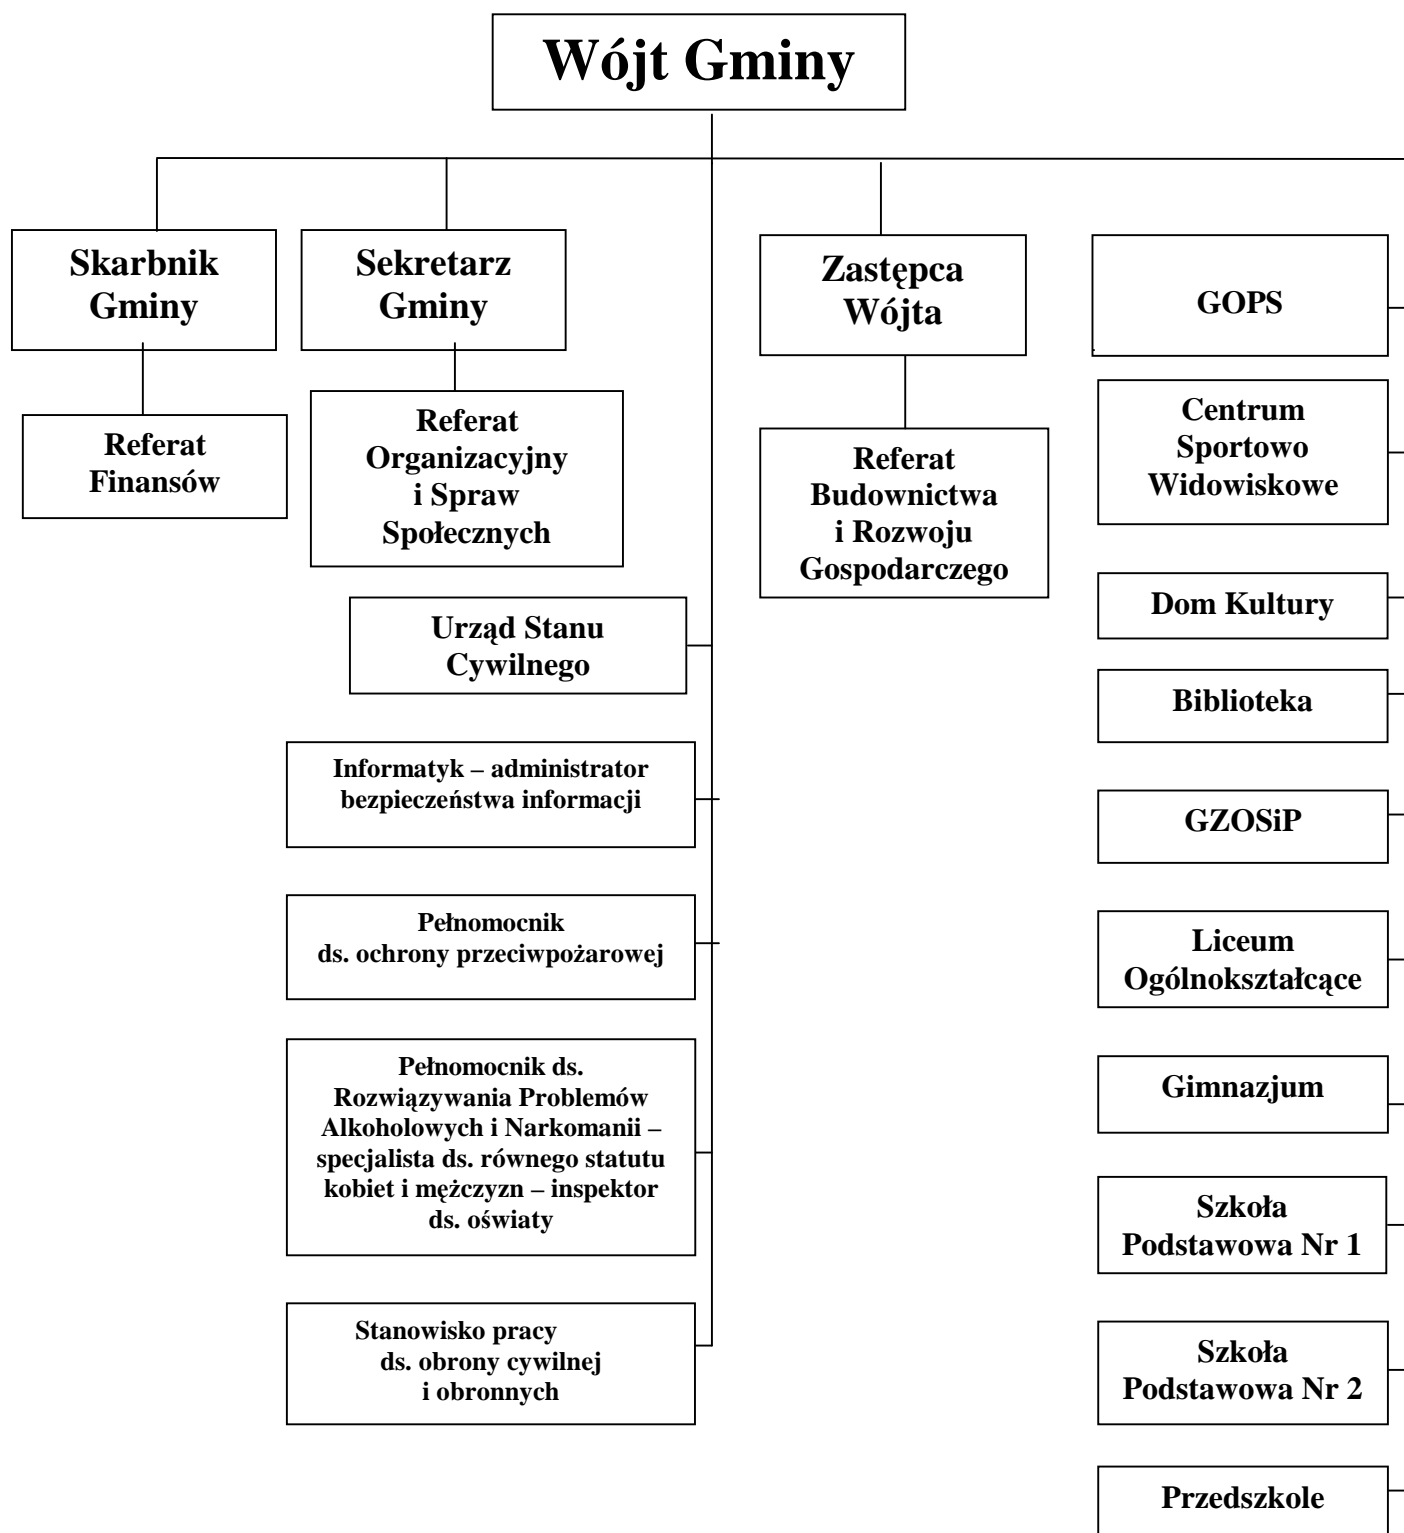 Wójt Gminy
Skarbnik
Gminy
Sekretarz
Gminy
Zastępca
Wójta
GOPS
Referat
Finansów
Referat
Organizacyjny
i Spraw
Społecznych
Referat
Budownictwa
i Rozwoju
Gospodarczego
Centrum
Sportowo
Widowiskowe
Dom Kultury
Biblioteka
GZOSiP
Liceum
Ogólnokształcące
Gimnazjum
Szkoła
Podstawowa Nr 1
Szkoła
Podstawowa Nr 2
Przedszkole
Urząd Stanu
Cywilnego
Informatyk – administrator
bezpieczeństwa informacji
Pełnomocnik
ds. ochrony przeciwpożarowej
Pełnomocnik ds.
Rozwiązywania Problemów
Alkoholowych i Narkomanii –
specjalista ds. równego statutu
kobiet i mężczyzn – inspektor
ds. oświaty
Stanowisko pracy
ds. obrony cywilnej
i obronnych